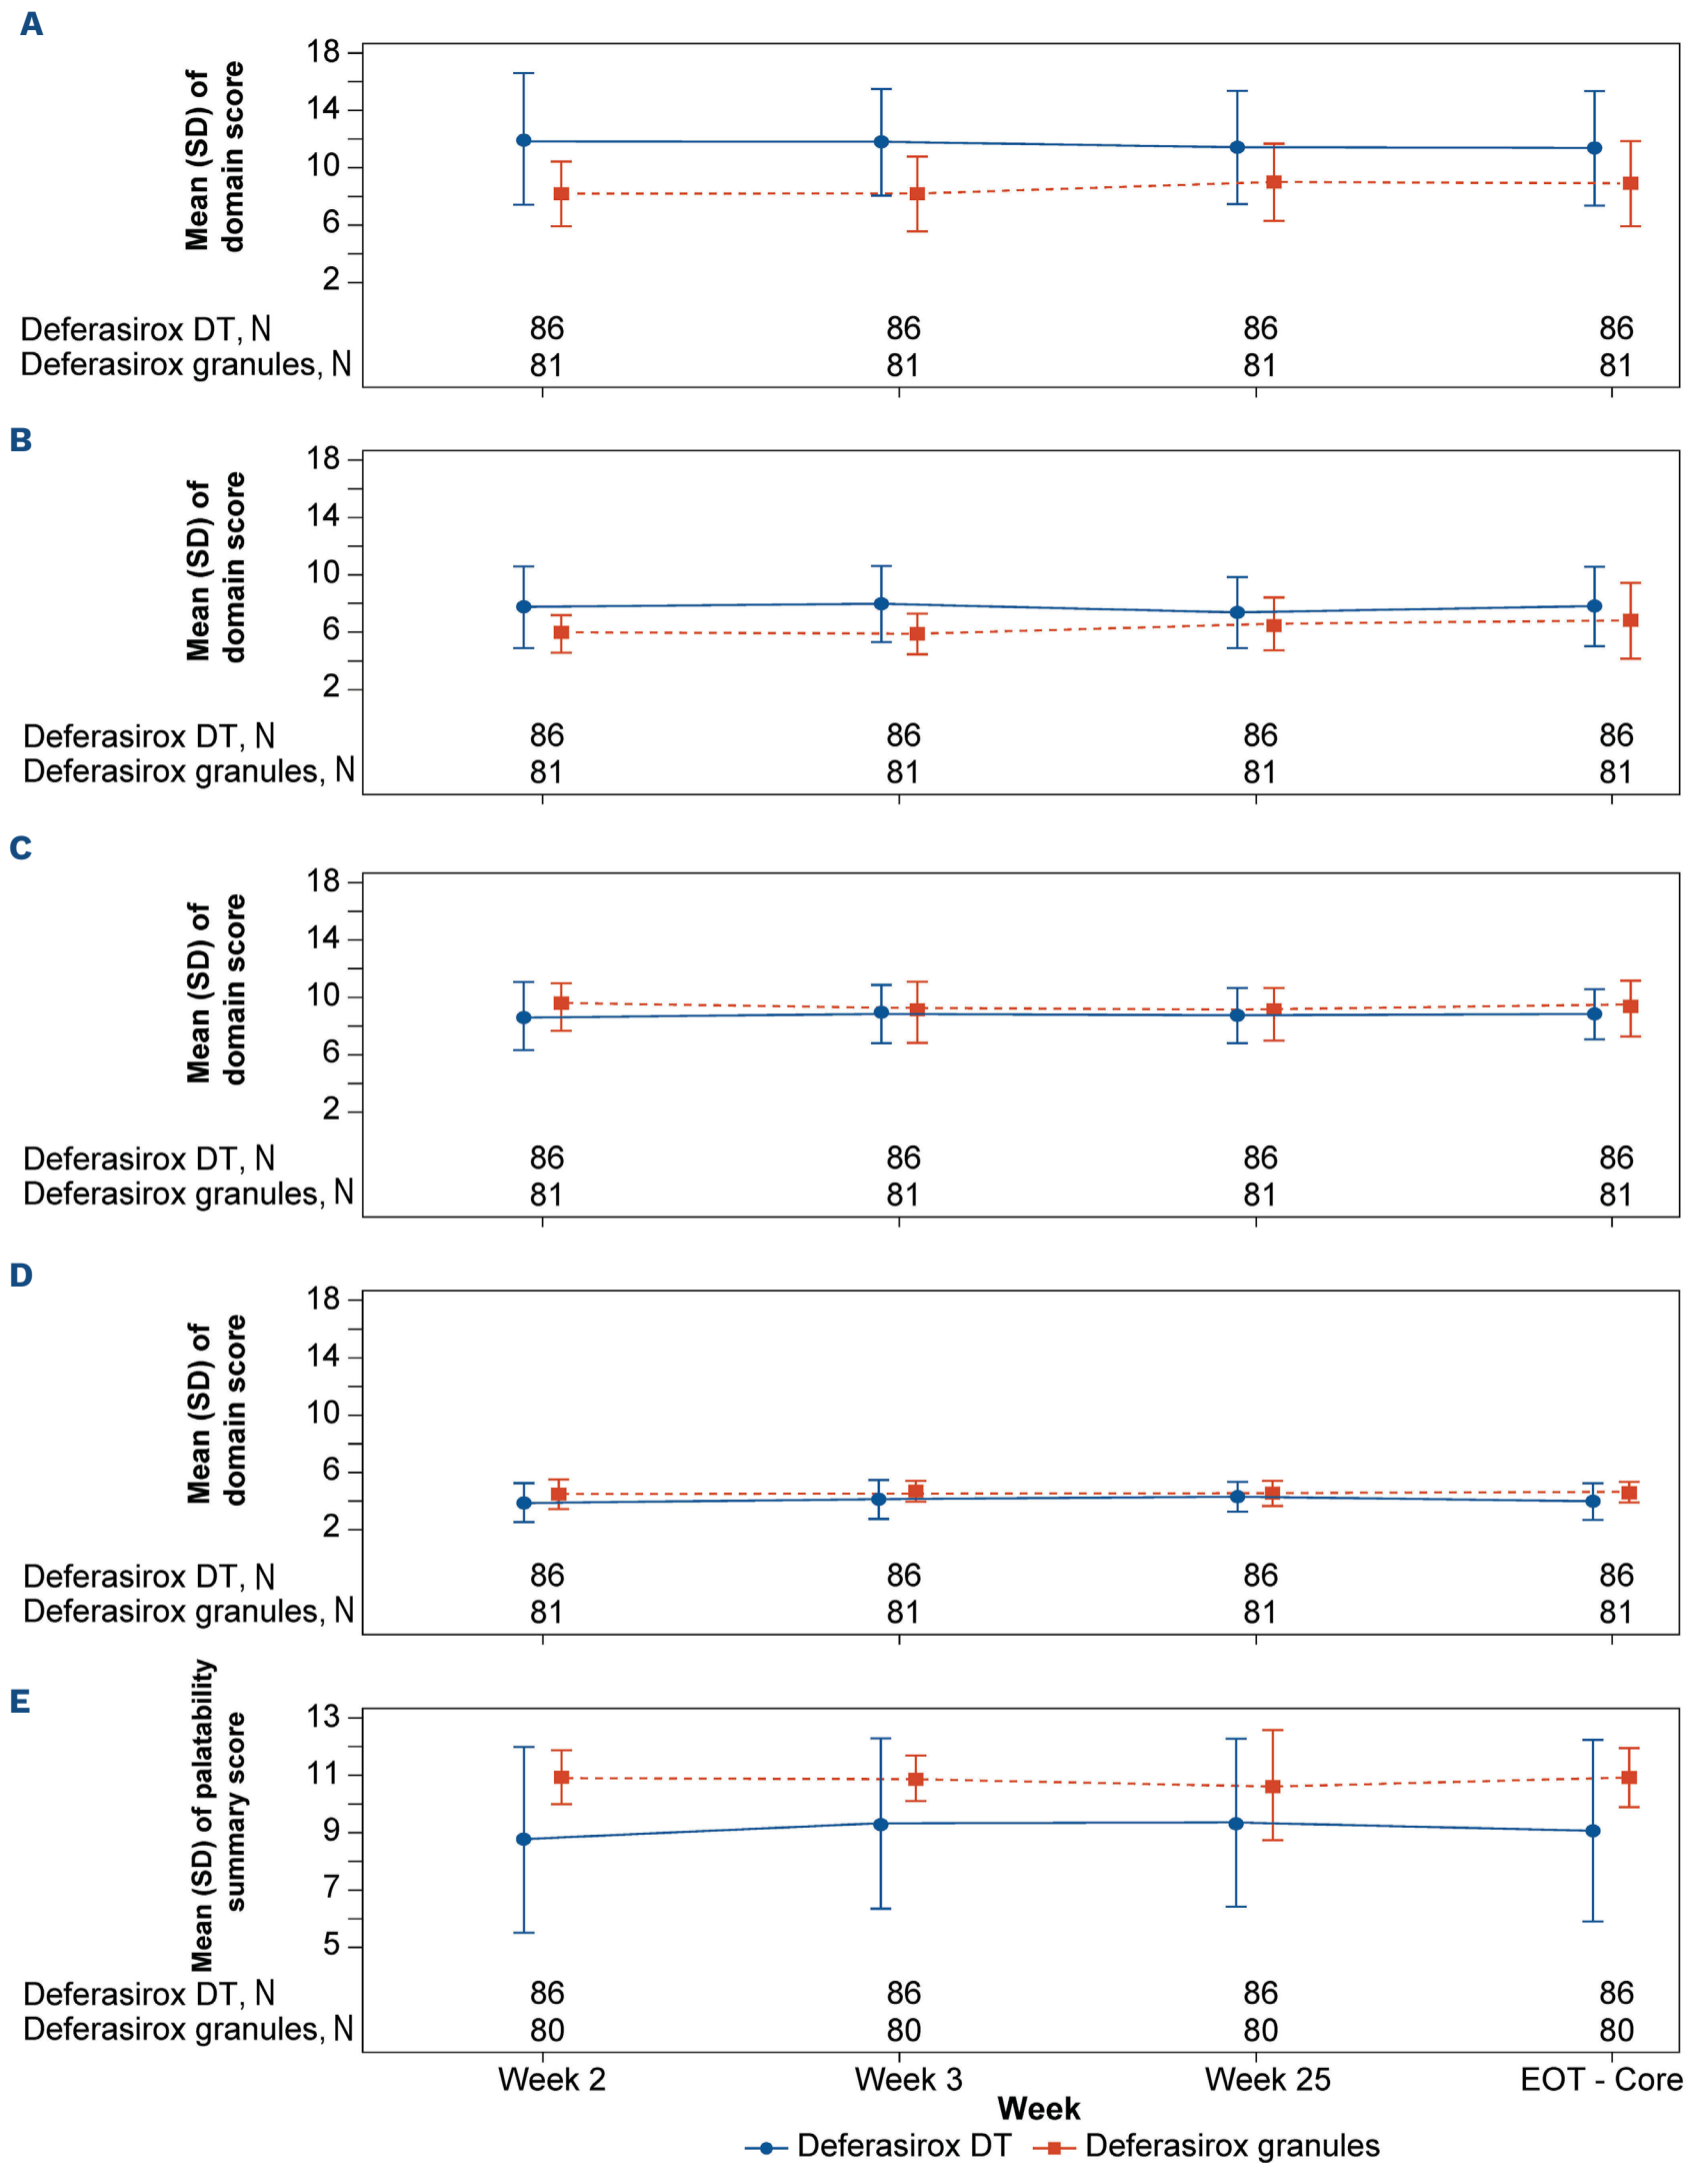 A
Mean (SD) of
domain score
18
14
10
6
2
Deferasirox DT, N 86 86 86 86
Deferasirox granules, N 81 81 81 81
B
Mean (SD) of
domain score
18
14
10
6
2
Deferasirox DT, N 86 86 86 86
Deferasirox granules, N 81 81 81 81
C
Mean (SD) of
domain score
18
14
10
6
2
Deferasirox DT, N 86 86 86 86
Deferasirox granules, N 81 81 81 81
D
Mean (SD) of
domain score
18
14
10
6
2
Deferasirox DT, N 86 86 86 86
Deferasirox granules, N 81 81 81 81
E
Mean (SD) of palatability
summary score
13
11
9
7
5
Deferasirox DT, N 86 86 86 86
Deferasirox granules, N 80 80 80 80
Week 2 Week 3 Week 25 EOT - Core
Week
Deferasirox DT Deferasirox granules